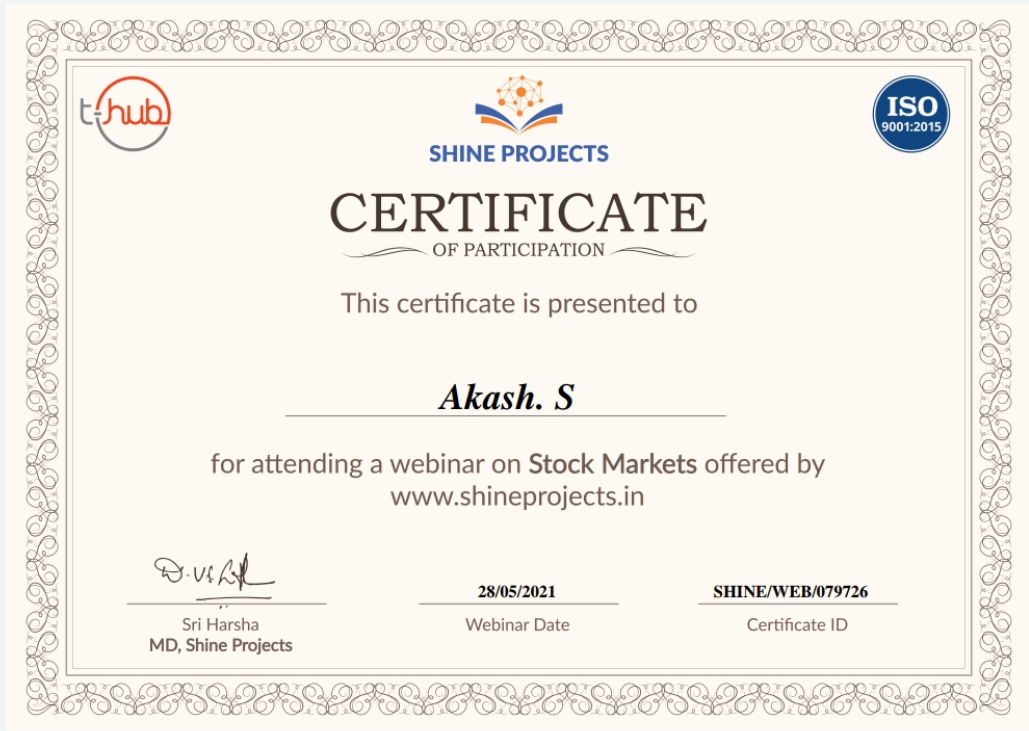 t-hub
SHINE PROJECTS
ISO
9001:2015
CERTIFICATE
OF PARTICIPATION
This certificate is presented to
Akash. S
for attending a webinar on Stock Markets offered by
www.shineprojects.in
28/05/2021
SHINE/WEB/079726
Sri Harsha
Webinar Date
Certificate ID
MD, Shine Projects